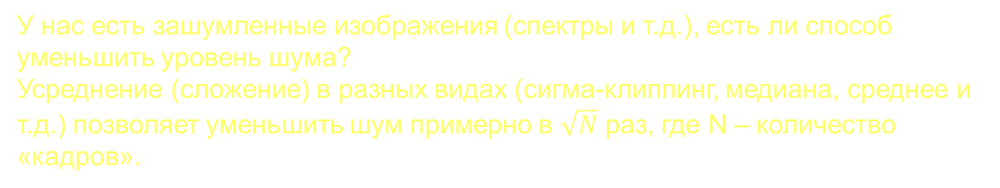 У нас есть зашумленные изображения (спектры и т.д.), есть ли способ
уменьшить уровень шума?
Усреднение (сложение) в разных видах (сигма-клиппинг, медиана, среднее и
т.д.) позволяет уменьшить шум примерно в √N раз, где N – количество
«кадров».